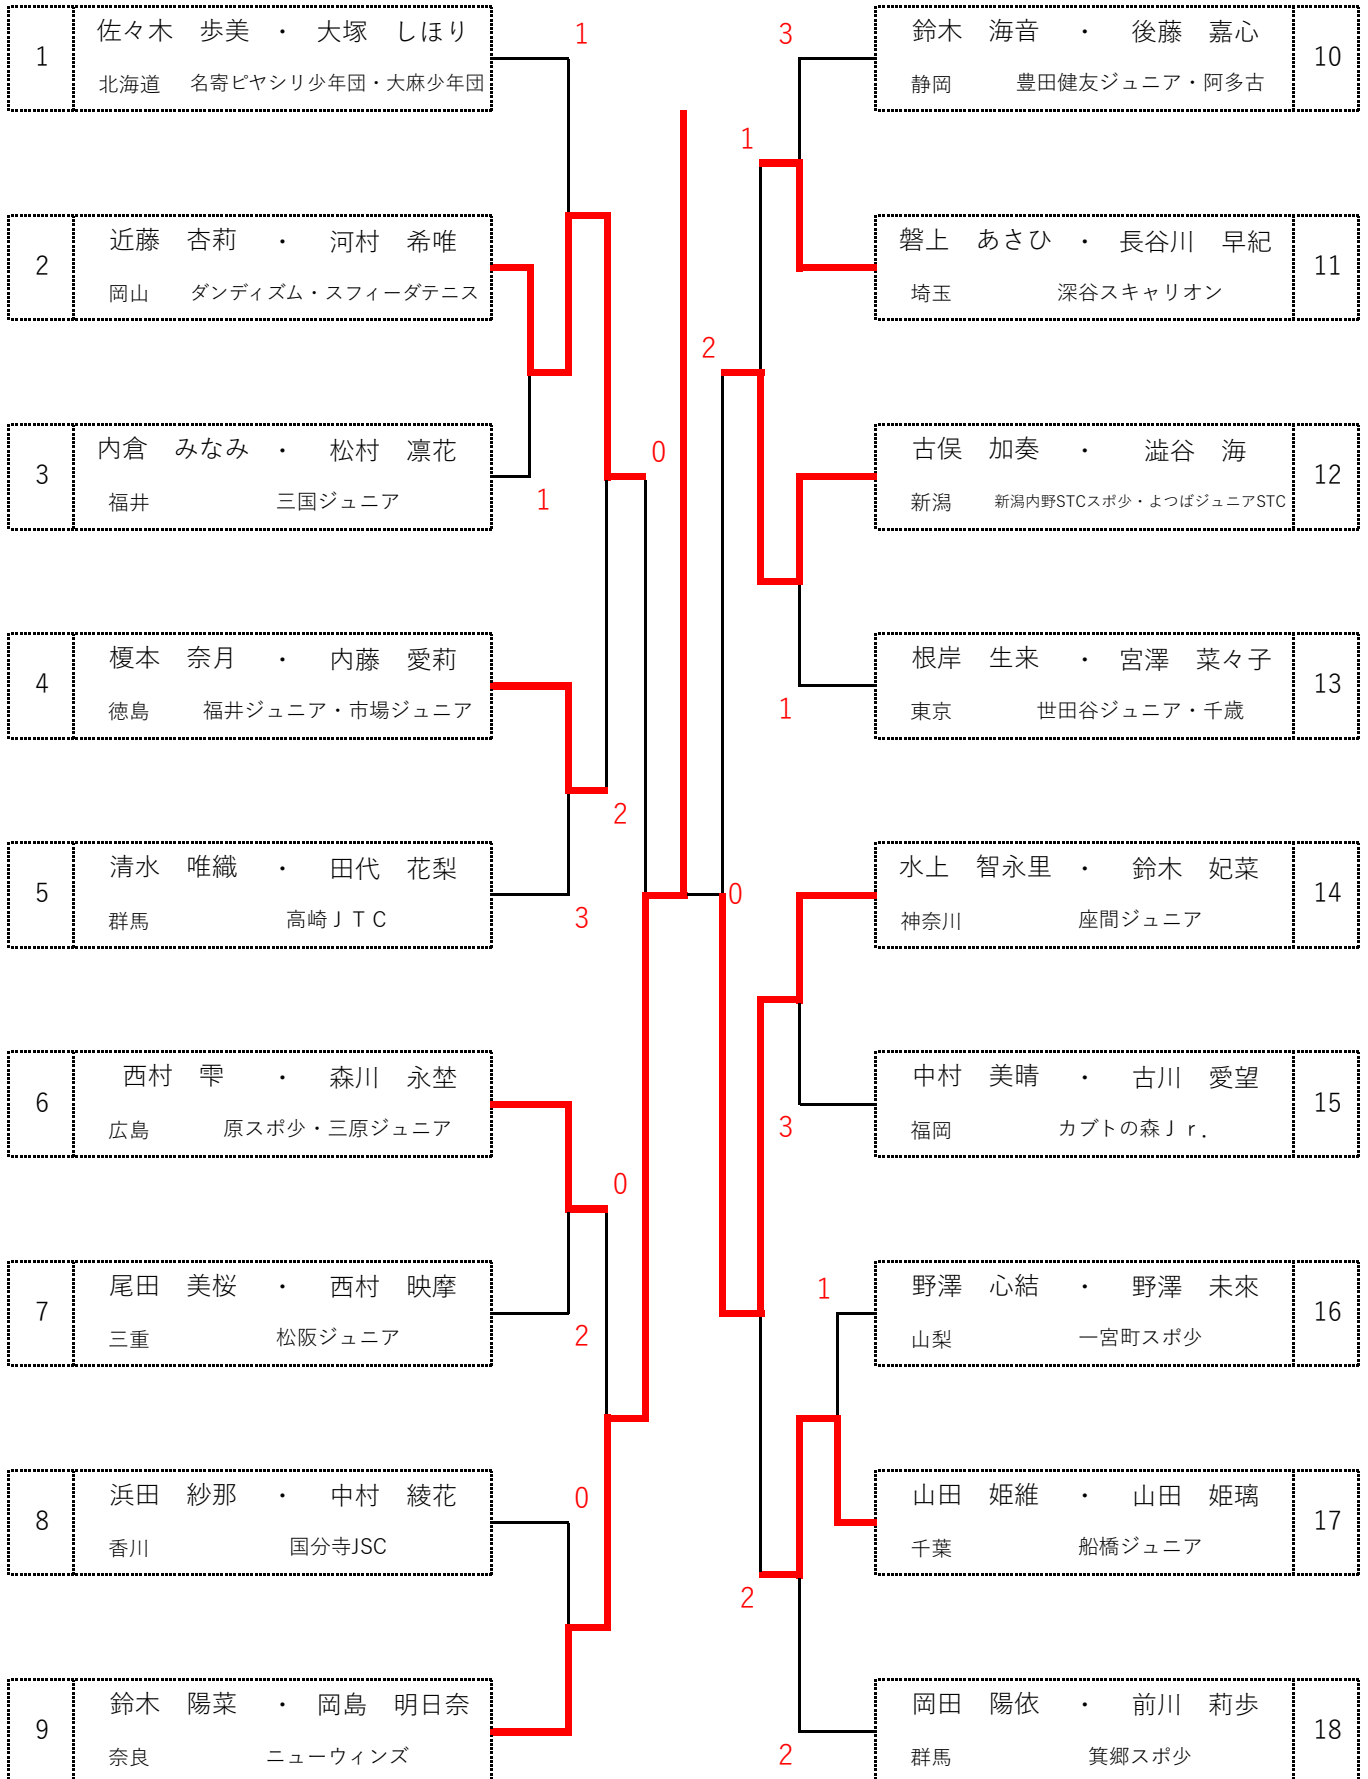 1
佐々木　歩美　・　大塚　しほり
北海道　名寄ピヤシリ少年団・大麻少年団
2
近藤　杏莉　・　河村　希唯
岡山　ダンディズム・スフィーダテニス
3
内倉　みなみ　・　松村　凛花
福井　三国ジュニア
4
榎本　奈月　・　内藤　愛莉
徳島　福井ジュニア・市場ジュニア
5
清水　唯織　・　田代　花梨
群馬　高崎ＪＴＣ
6
西村　雫　・　森川　永埜
広島　原スポ少・三原ジュニア
7
尾田　美桜　・　西村　映摩
三重　松阪ジュニア
8
浜田　紗那　・　中村　綾花
香川　国分寺JSC
9
鈴木　陽菜　・　岡島　明日奈
奈良　ニューウィンズ
1
1
0
2
3
0
2
0
3
1
2
1
0
3
1
2
2
鈴木　海音　・　後藤　嘉心
静岡　豊田健友ジュニア・阿多古
10
磐上　あさひ　・　長谷川　早紀
埼玉　深谷スキャリオン
11
古俣　加奏　・　澁谷　海
新潟　新潟内野STCスポ少・よつばジュニアSTC
12
根岸　生来　・　宮澤　菜々子
東京　世田谷ジュニア・千歳
13
水上　智永里　・　鈴木　妃菜
神奈川　座間ジュニア
14
中村　美晴　・　古川　愛望
福岡　カブトの森Ｊｒ.
15
野澤　心結　・　野澤　未來
山梨　一宮町スポ少
16
山田　姫維　・　山田　姫璃
千葉　船橋ジュニア
17
岡田　陽依　・　前川　莉歩
群馬　箕郷スポ少
18